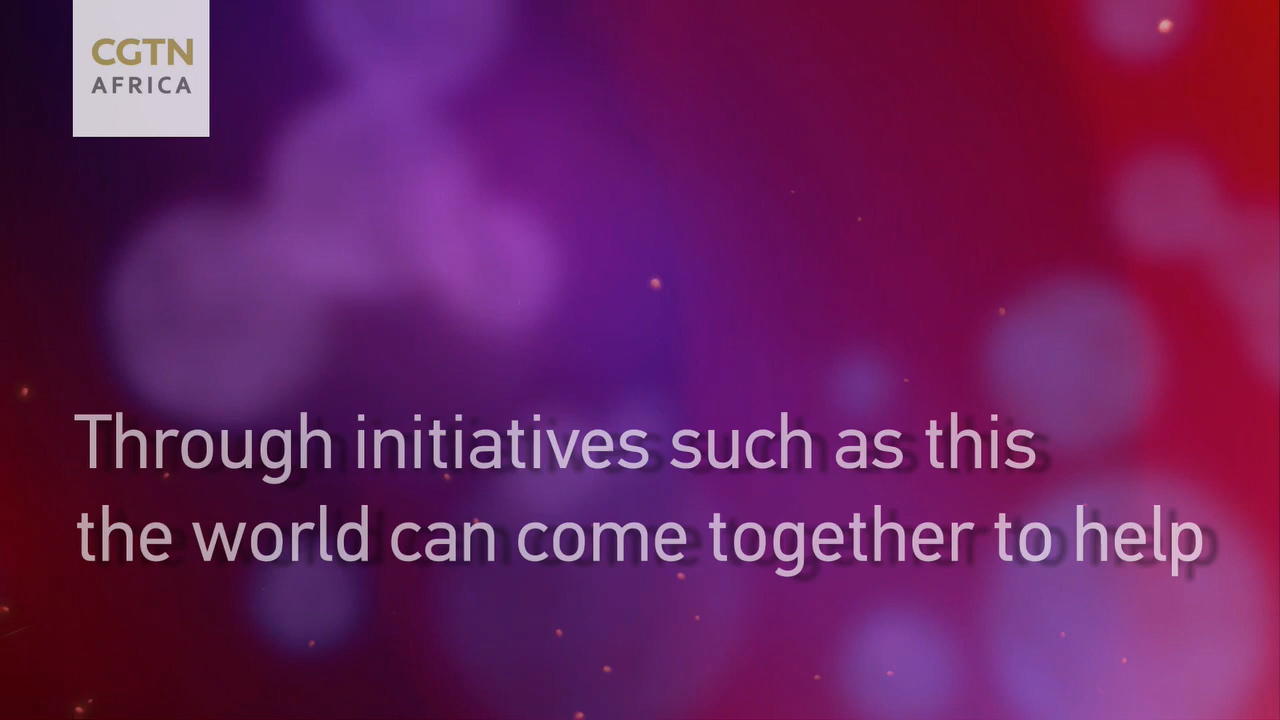 CGTN
AFRICA
Through initiatives such as this
the world can come together to help